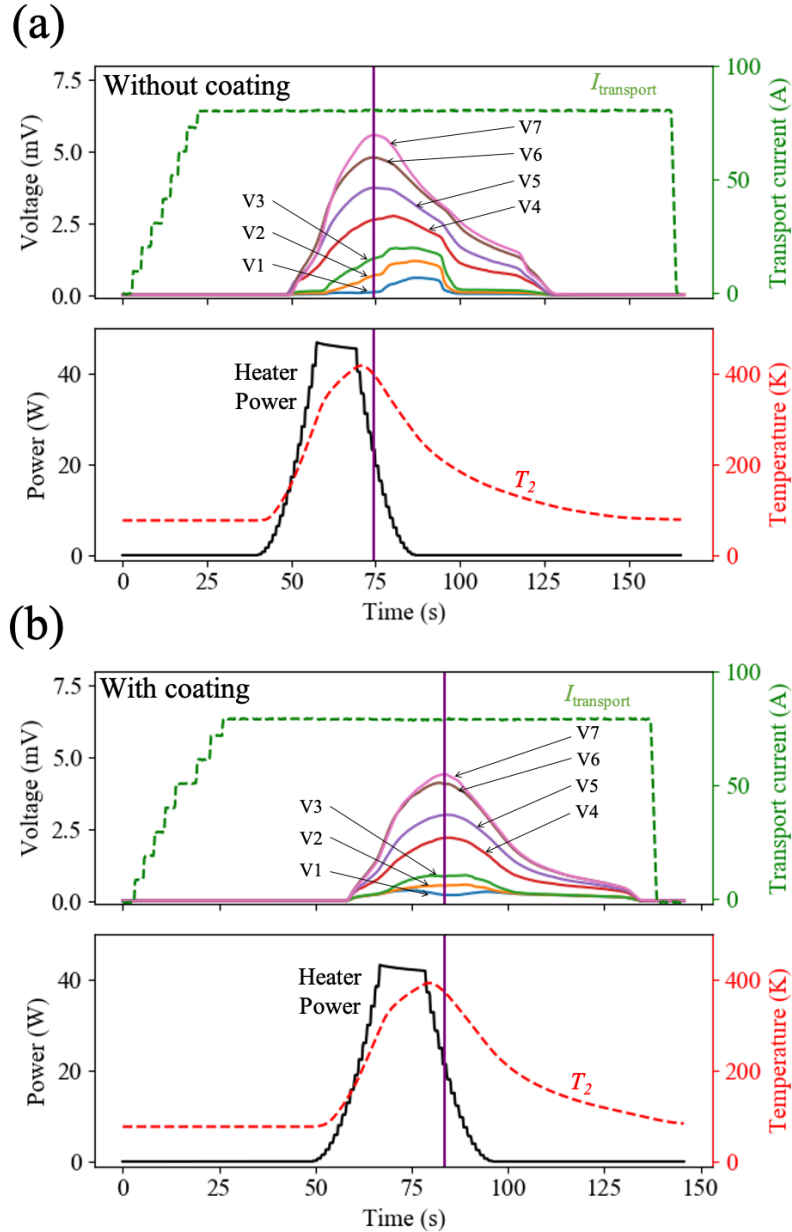 (a)
Without coating
I transport
7.5
5.0
2.5
0.0
Voltage (mV)
100
50
0
Transport current (A)
V7
V6
V5
V4
V3
V2
V1
Heater
Power
T2
40
20
0
Power (W)
400
200
0
Temperature (K)
0 25 50 75 100 125 150
Time (s)
(b)
With coating
I transport
7.5
5.0
2.5
0.0
Voltage (mV)
100
50
0
Transport current (A)
V7
V6
V5
V4
V3
V2
V1
Heater
Power
T2
40
20
0
Power (W)
400
200
0
Temperature (K)
0 25 50 75 100 125 150
Time (s)